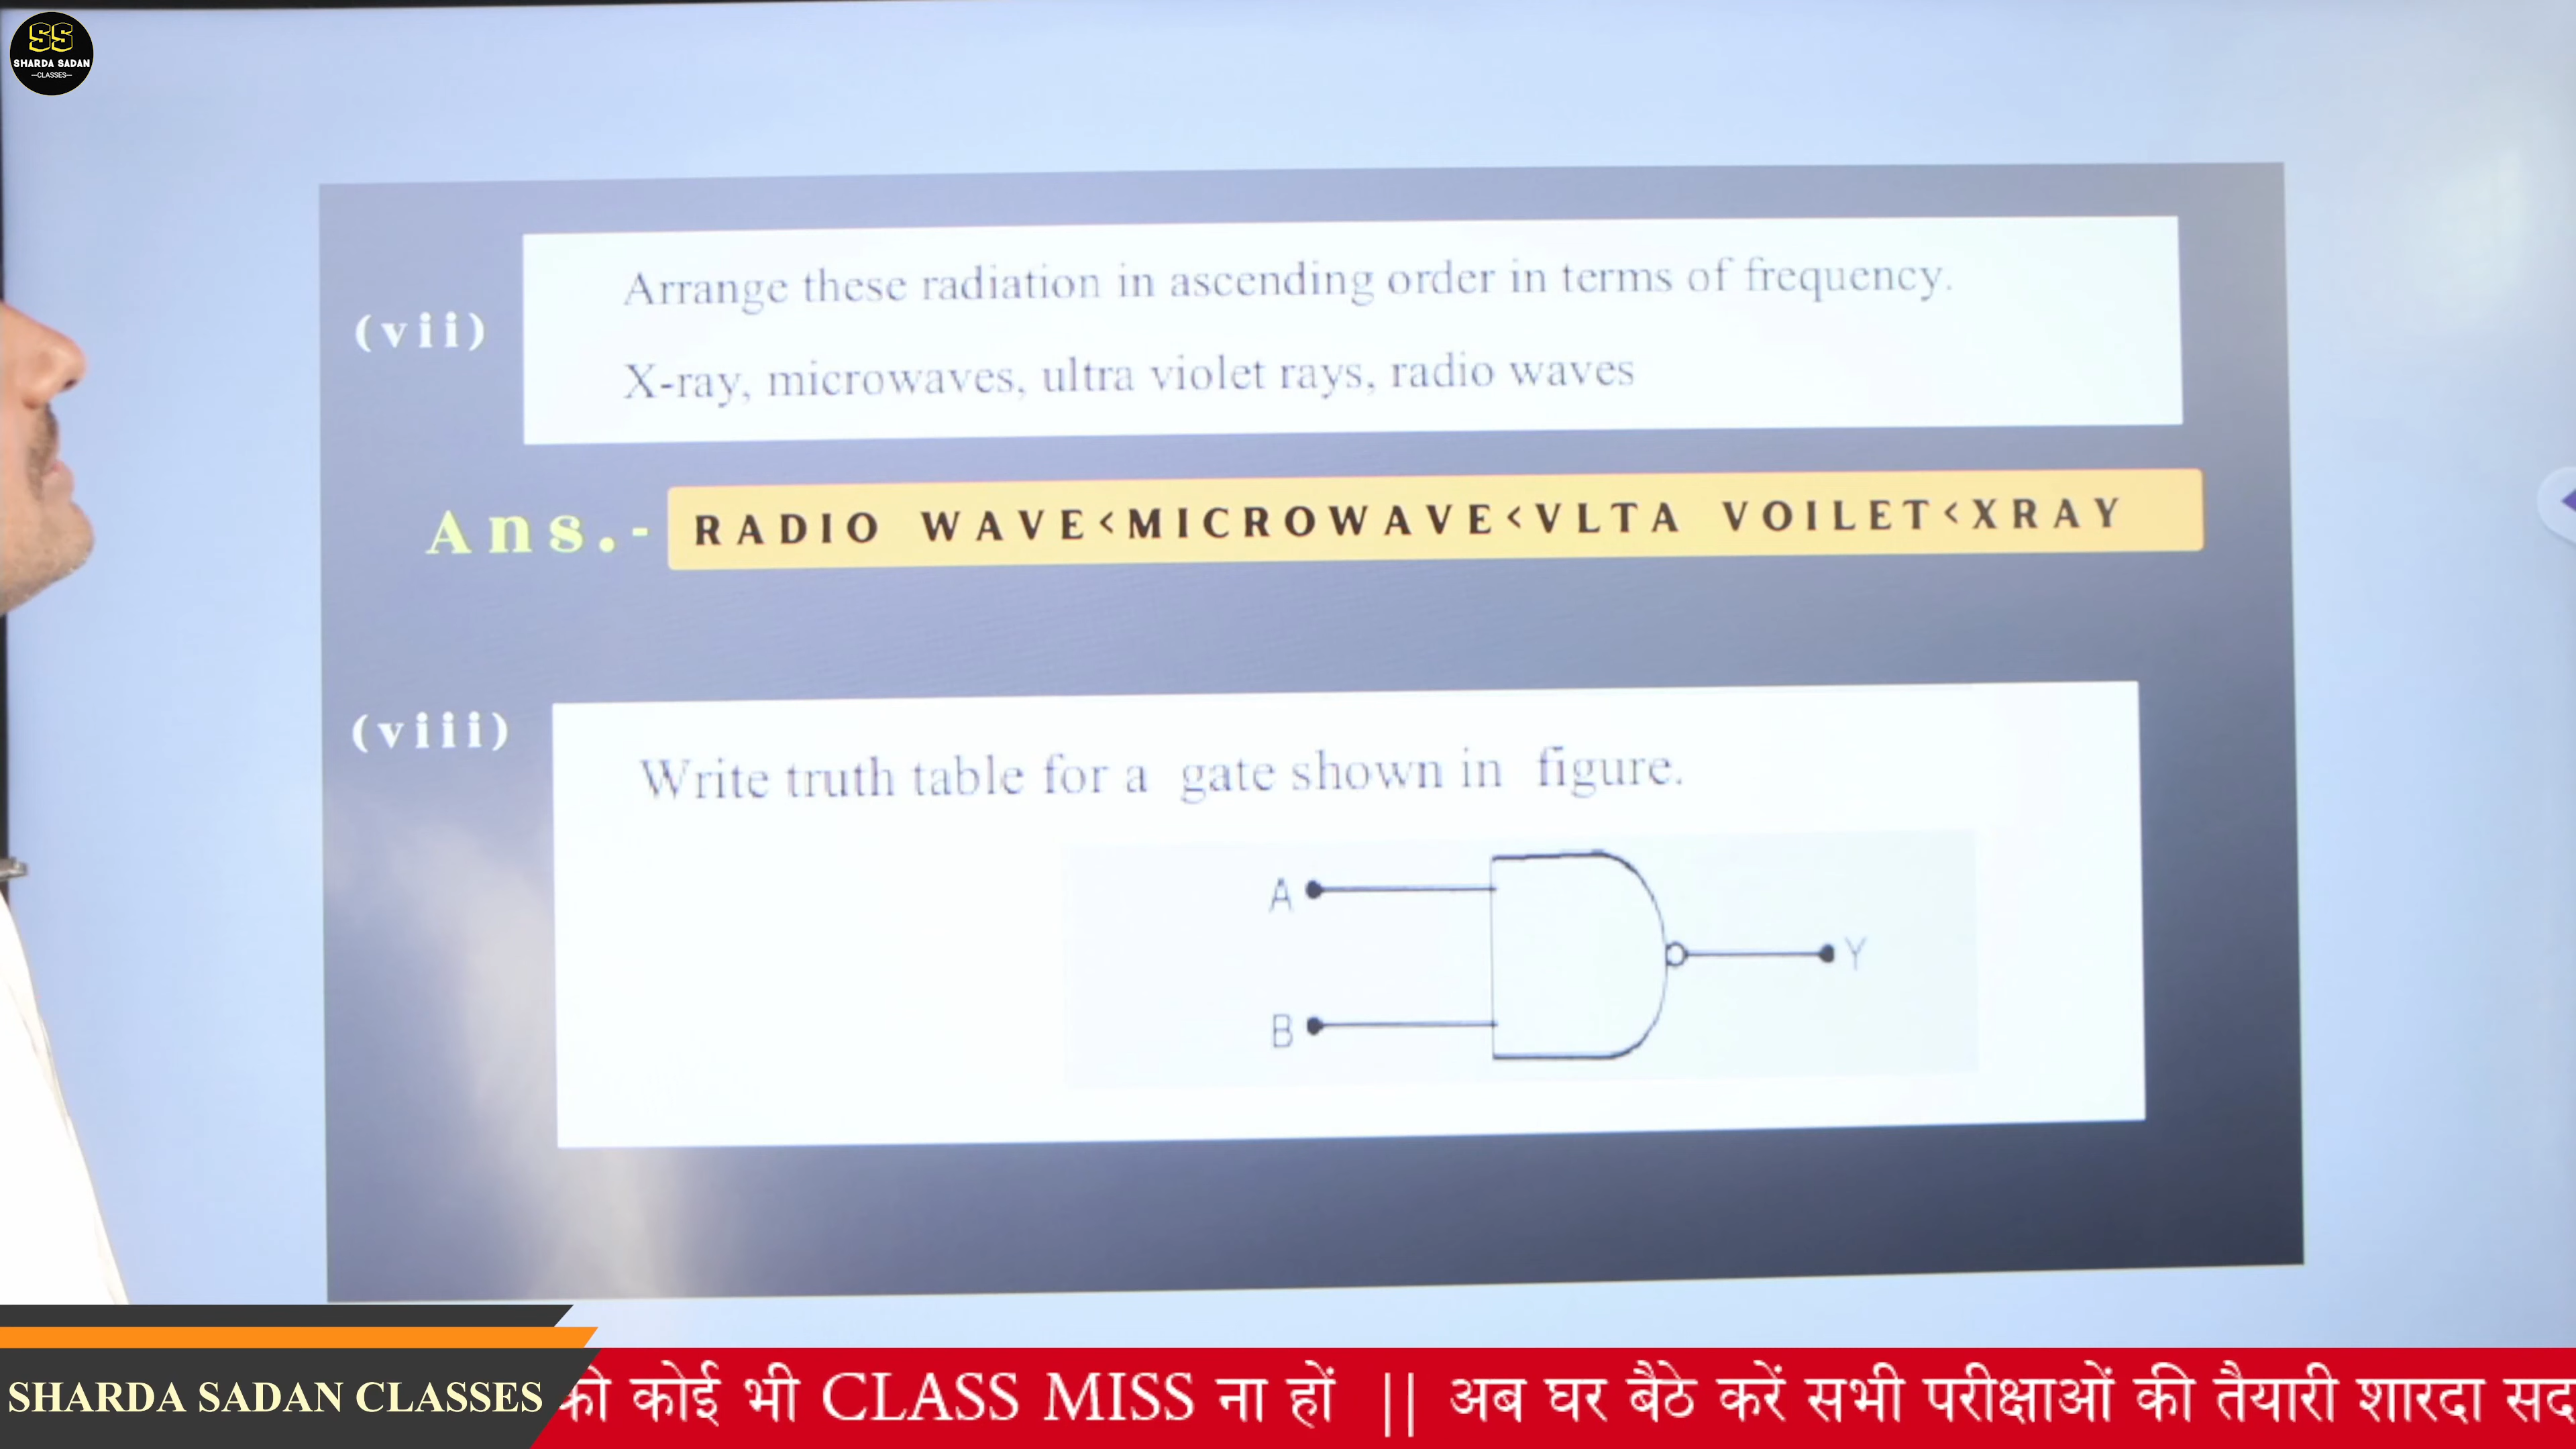 SS
SHARDA SADAN
—CLASSES—
(vii)
Arrange these radiation in ascending order in terms of frequency.
X-ray, microwaves, ultra violet rays, radio waves
Ans.- RADIO WAVE<MICROWAVE<VLTA VOILET<XRAY
(viii)
Write truth table for a gate shown in figure.
A
Y
B
SHARDA SADAN CLASSES
की कोई भी CLASS MISS ना हों || अब घर बैठे करें सभी परीक्षाओं की तैयारी शारदा सद